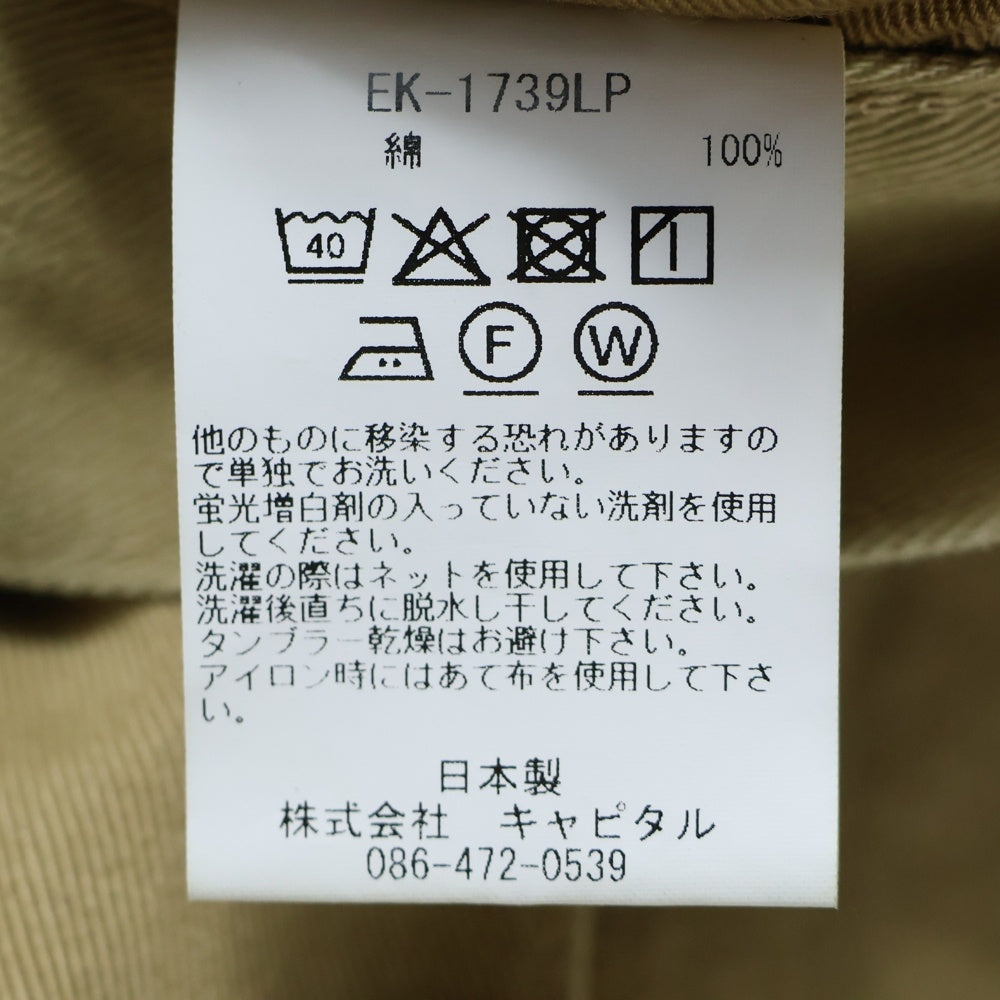 EK-1739LP
綿 100%
40
F W
他のものに移染する恐れがありますの
で単独でお洗いください。
蛍光増白剤の入っていない洗剤を使用
してください。
洗濯の際はネットを使用して下さい。
洗濯後直ちに脱水し干してください。
タンブラー乾燥はお避け下さい。
アイロン時にはあて布を使用して下さ
い。
日本製
株式会社 キャピタル
086-472-0539